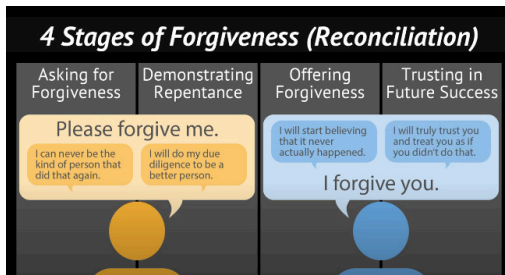 4 Stages of Forgiveness (Reconciliation)
Asking for
Forgiveness
Demonstrating
Repentance
Offering
Forgiveness
Trusting in
Future Success
Please forgive me.
I can never be the
kind of person that
did that again.
I will do my due
diligence to be a
better person.
I will start believing
that it never
actually happened.
I will truly trust you
and treat you as if
you didn't do that.
I forgive you.